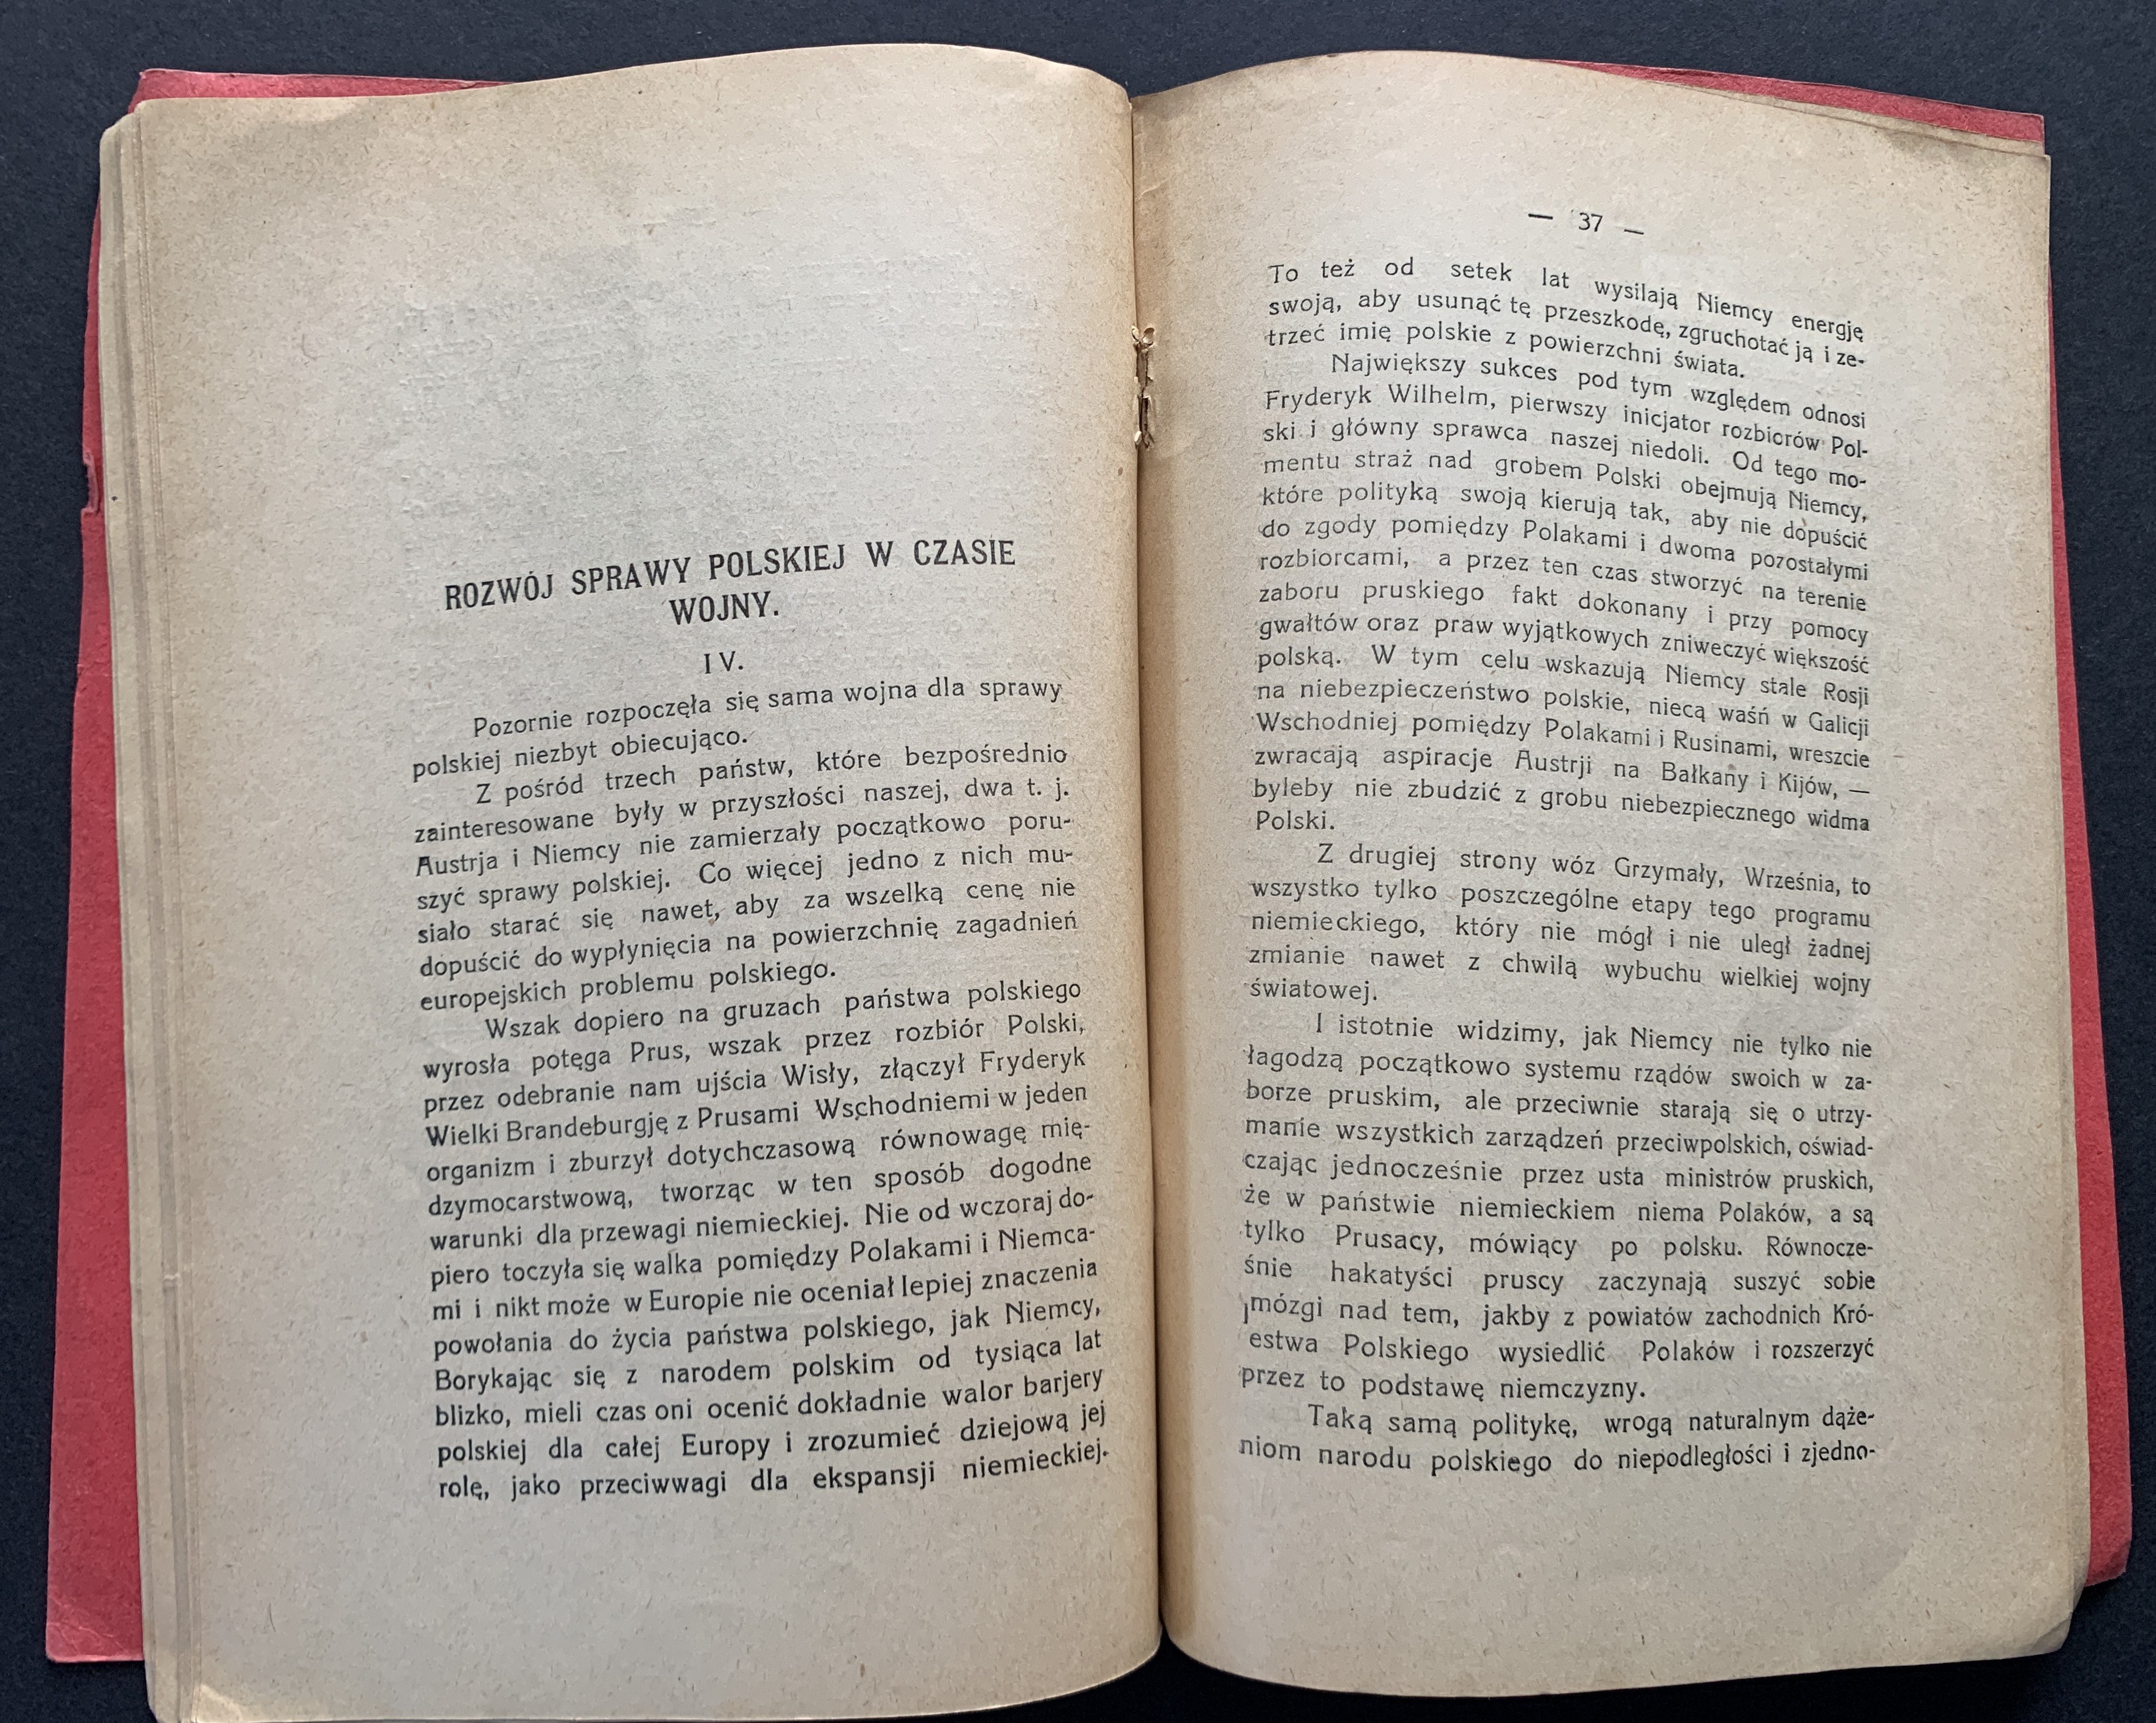 ROZWÓJ SPRAWY POLSKIEJ W CZASIE
WOJNY.
IV.
Pozornie rozpoczęła się sama wojna dla sprawy
polskiej niezbyt obiecująco.
Z pośród trzech państw, które bezpośrednio
zainteresowane były w przyszłości naszej, dwa t. j.
Austrja i Niemcy nie zamierzały początkowo poru-
szyć sprawy polskiej. Co więcej jedno z nich mu-
siało starać się nawet, aby za wszelką cenę nie
dopuścić do wypłynięcia na powierzchnię zagadnień
europejskich problemu polskiego.
Wszak dopiero na gruzach państwa polskiego
wyrosła potęga Prus, wszak przez rozbiór Polski,
przez odebranie nam ujścia Wisły, złączył Fryderyk
Wielki Brandeburgję z Prusami Wschodniemi w jeden
organizm i zburzył dotychczasową równowagę mię-
dzymocarstwową, tworząc w ten sposób dogodne
warunki dla przewagi niemieckiej. Nie od wczoraj do-
piero toczyła się walka pomiędzy Polakami i Niemca-
mi i nikt może w Europie nie oceniał lepiej znaczenia
powołania do życia państwa polskiego, jak Niemcy,
Borykając się z narodem polskim od tysiąca lat
blizko, mieli czas oni ocenić dokładnie walor barjery
polskiej dla całej Europy i zrozumieć dziejową jej
rolę, jako przeciwwagi dla ekspansji niemieckiej.
— 37 —
To też od setek lat wysilają Niemcy energję
swoją, aby usunąć tę przeszkodę, zgruchotać ją i ze-
trzeć imię polskie z powierzchni świata.
Największy sukces pod tym względem odnosi
Fryderyk Wilhelm, pierwszy inicjator rozbiorów Pol-
ski i główny sprawca naszej niedoli. Od tego mo-
mentu straż nad grobem Polski obejmują Niemcy,
które polityką swoją kierują tak, aby nie dopuścić
do zgody pomiędzy Polakami i dwoma pozostałymi
rozbiorcami, a przez ten czas stworzyć na terenie
zaboru pruskiego fakt dokonany i przy pomocy
gwałtów oraz praw wyjątkowych zniweczyć większość
polską. W tym celu wskazują Niemcy stale Rosji
na niebezpieczeństwo polskie, niecą waśń w Galicji
Wschodniej pomiędzy Polakami i Rusinami, wreszcie
zwracają aspiracje Austrji na Bałkany i Kijów, —
byleby nie zbudzić z grobu niebezpiecznego widma
Polski.
Z drugiej strony wóz Grzymały, Września, to
wszystko tylko poszczególne etapy tego programu
niemieckiego, który nie mógł i nie uległ żadnej
zmianie nawet z chwilą wybuchu wielkiej wojny
światowej.
I istotnie widzimy, jak Niemcy nie tylko nie
łagodzą początkowo systemu rządów swoich w za-
borze pruskim, ale przeciwnie starają się o utrzy-
manie wszystkich zarządzeń przeciwpolskich, oświad-
czając jednocześnie przez usta ministrów pruskich,
że w państwie niemieckiem niema Polaków, a są
tylko Prusacy, mówiący po polsku. Równocze-
śnie hakatyści pruscy zaczynają suszyć sobie
mózgi nad tem, jakby z powiatów zachodnich Kró-
lestwa Polskiego wysiedlić Polaków i rozszerzyć
przez to podstawę niemczyzny.
Taką samą politykę, wrogą naturalnym dąże-
niom narodu polskiego do niepodległości i zjedno-